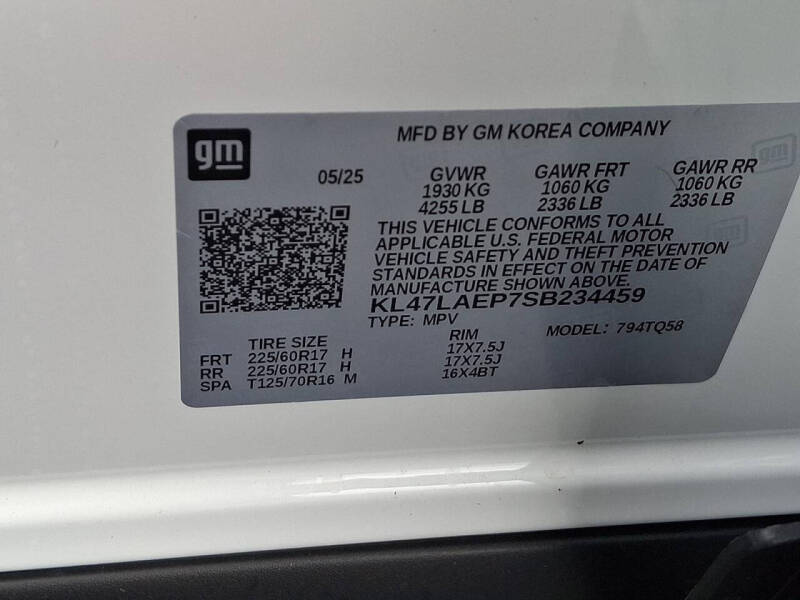 gm
MFD BY GM KOREA COMPANY
05/25 GVWR GAWR FRT GAWR RR
1930 KG 1060 KG 1060 KG
4255 LB 2336 LB 2336 LB
THIS VEHICLE CONFORMS TO ALL
APPLICABLE U.S. FEDERAL MOTOR
VEHICLE SAFETY AND THEFT PREVENTION
STANDARDS IN EFFECT ON THE DATE OF
MANUFACTURE SHOWN ABOVE.
KL47LAEP7SB234459
TYPE: MPV MODEL: 794TQ58
TIRE SIZE RIM
FRT 225/60R17 H 17X7.5J
RR 225/60R17 H 17X7.5J
SPA T125/70R16 M 16X4BT